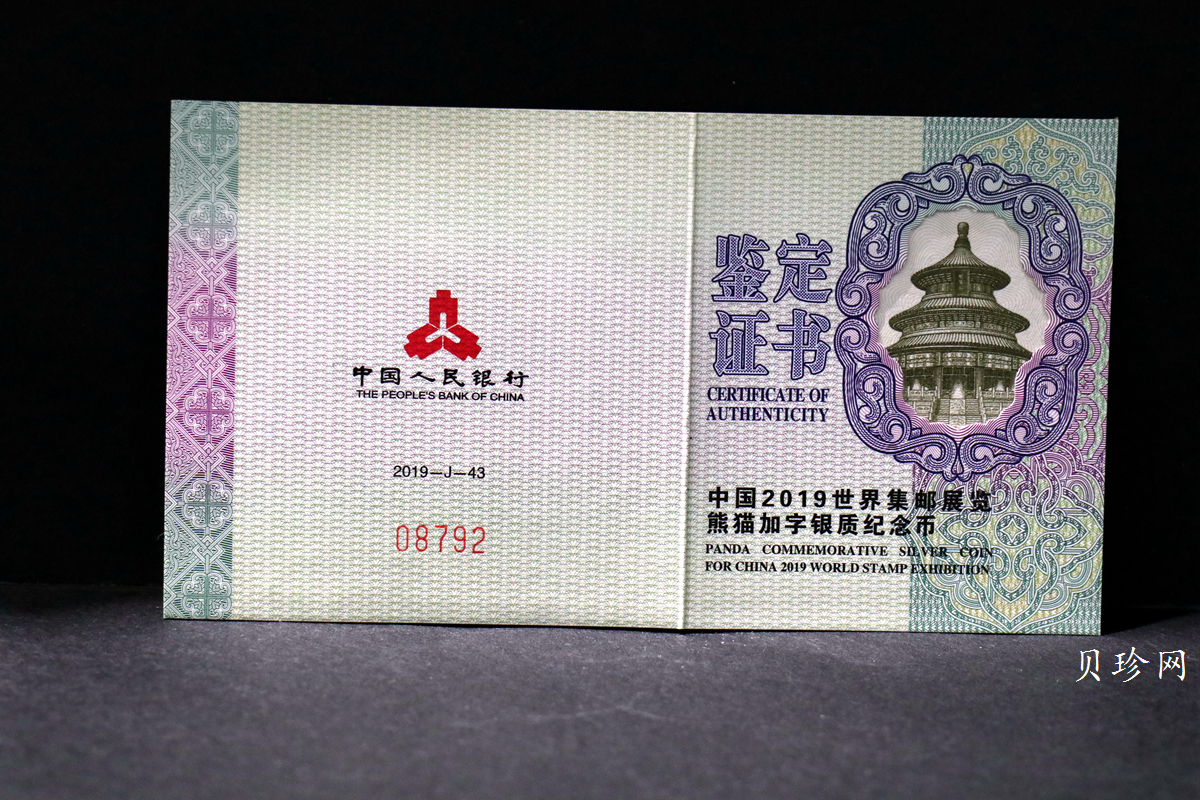 中国人民银行
THE PEOPLE'S BANK OF CHINA
2019－J－43
08792
鉴定
证书
CERTIFICATE OF
AUTHENTICITY
中国2019世界集邮展览
熊猫加字银质纪念币
PANDA COMMEMORATIVE SILVER COIN
FOR CHINA 2019 WORLD STAMP EXHIBITION
贝珍网